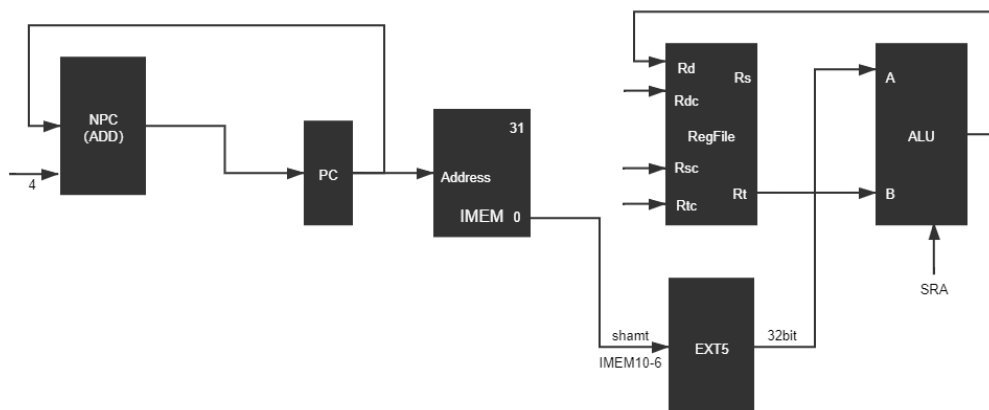 NPC
(ADD)
4
PC
31
Address
IMEM 0
Rd
Rs
Rdc
RegFile
Rsc
Rt
Rtc
A
ALU
B
SRA
shamt
IMEM10-6
EXT5
32bit